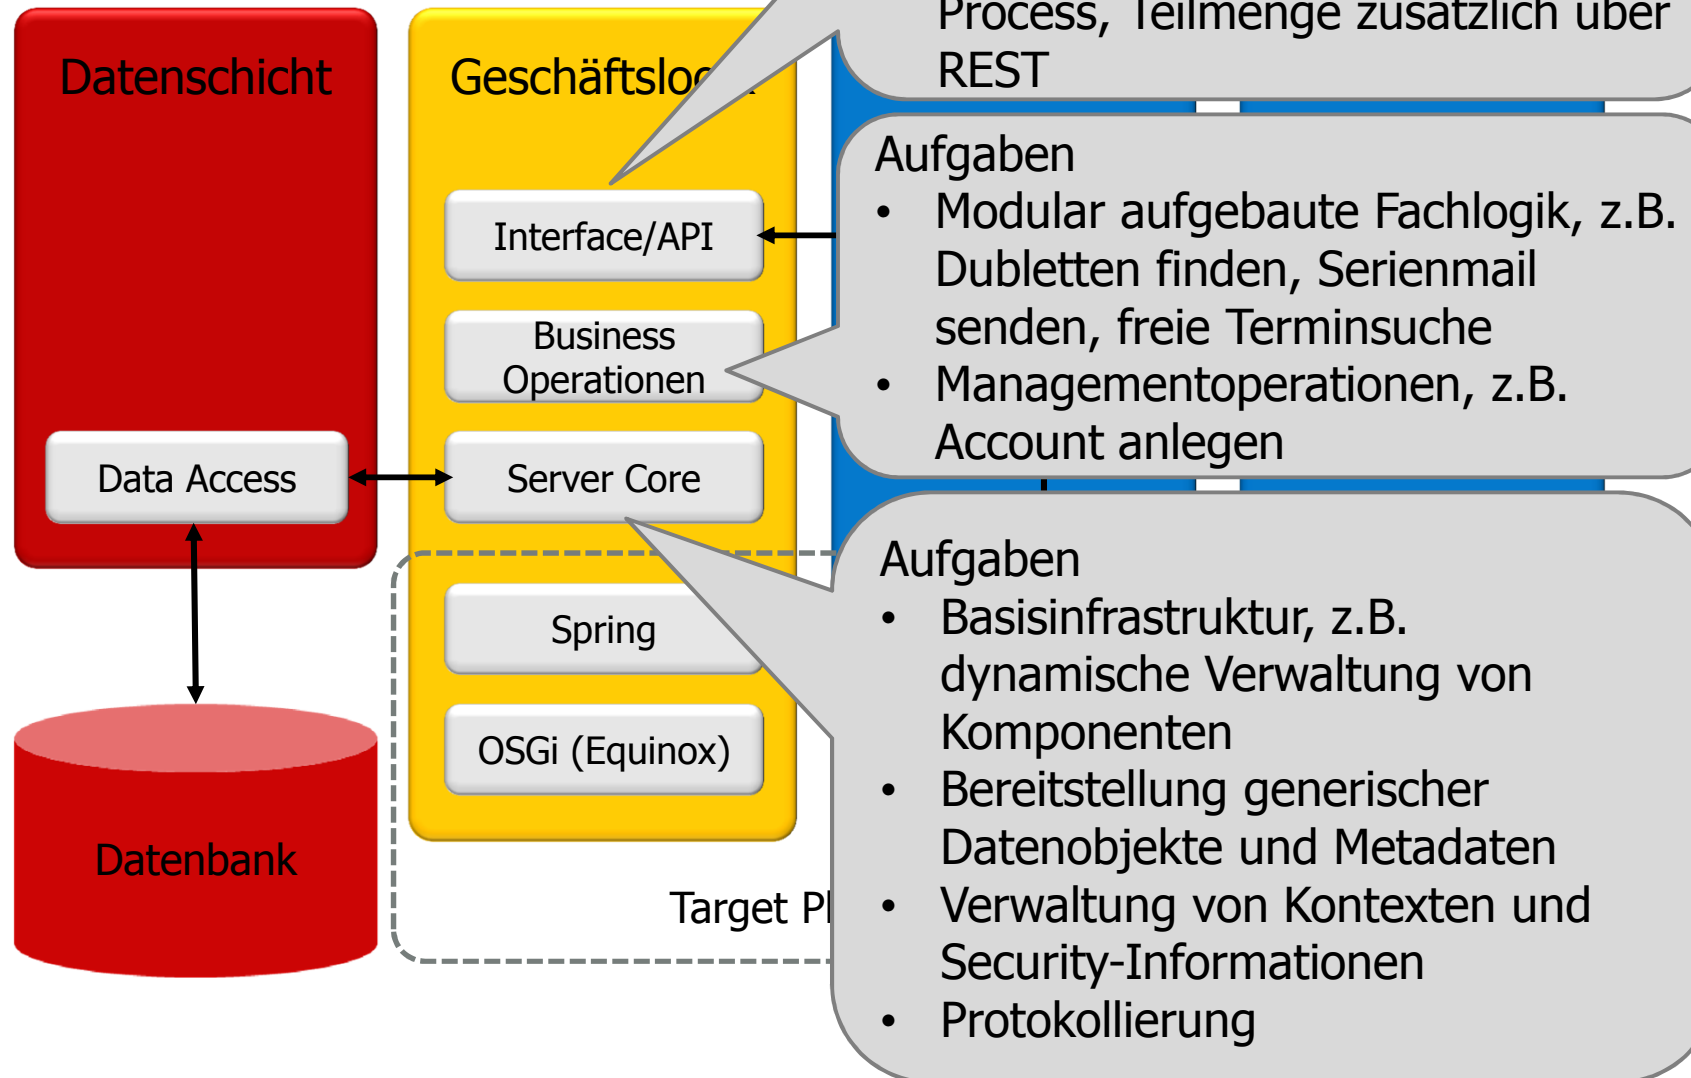 Process, Teilmenge zusätzlich über
REST
Datenschicht
Geschäftslogik
Interface/API
Business
Operationen
Data Access
Server Core
Spring
OSGi (Equinox)
Datenbank
Target
Aufgaben
• Modular aufgebaute Fachlogik, z.B.
Dubletten finden, Serienmail
senden, freie Terminsuche
• Managementoperationen, z.B.
Account anlegen
Aufgaben
• Basisinfrastruktur, z.B.
dynamische Verwaltung von
Komponenten
• Bereitstellung generischer
Datenobjekte und Metadaten
• Verwaltung von Kontexten und
Security-Informationen
• Protokollierung